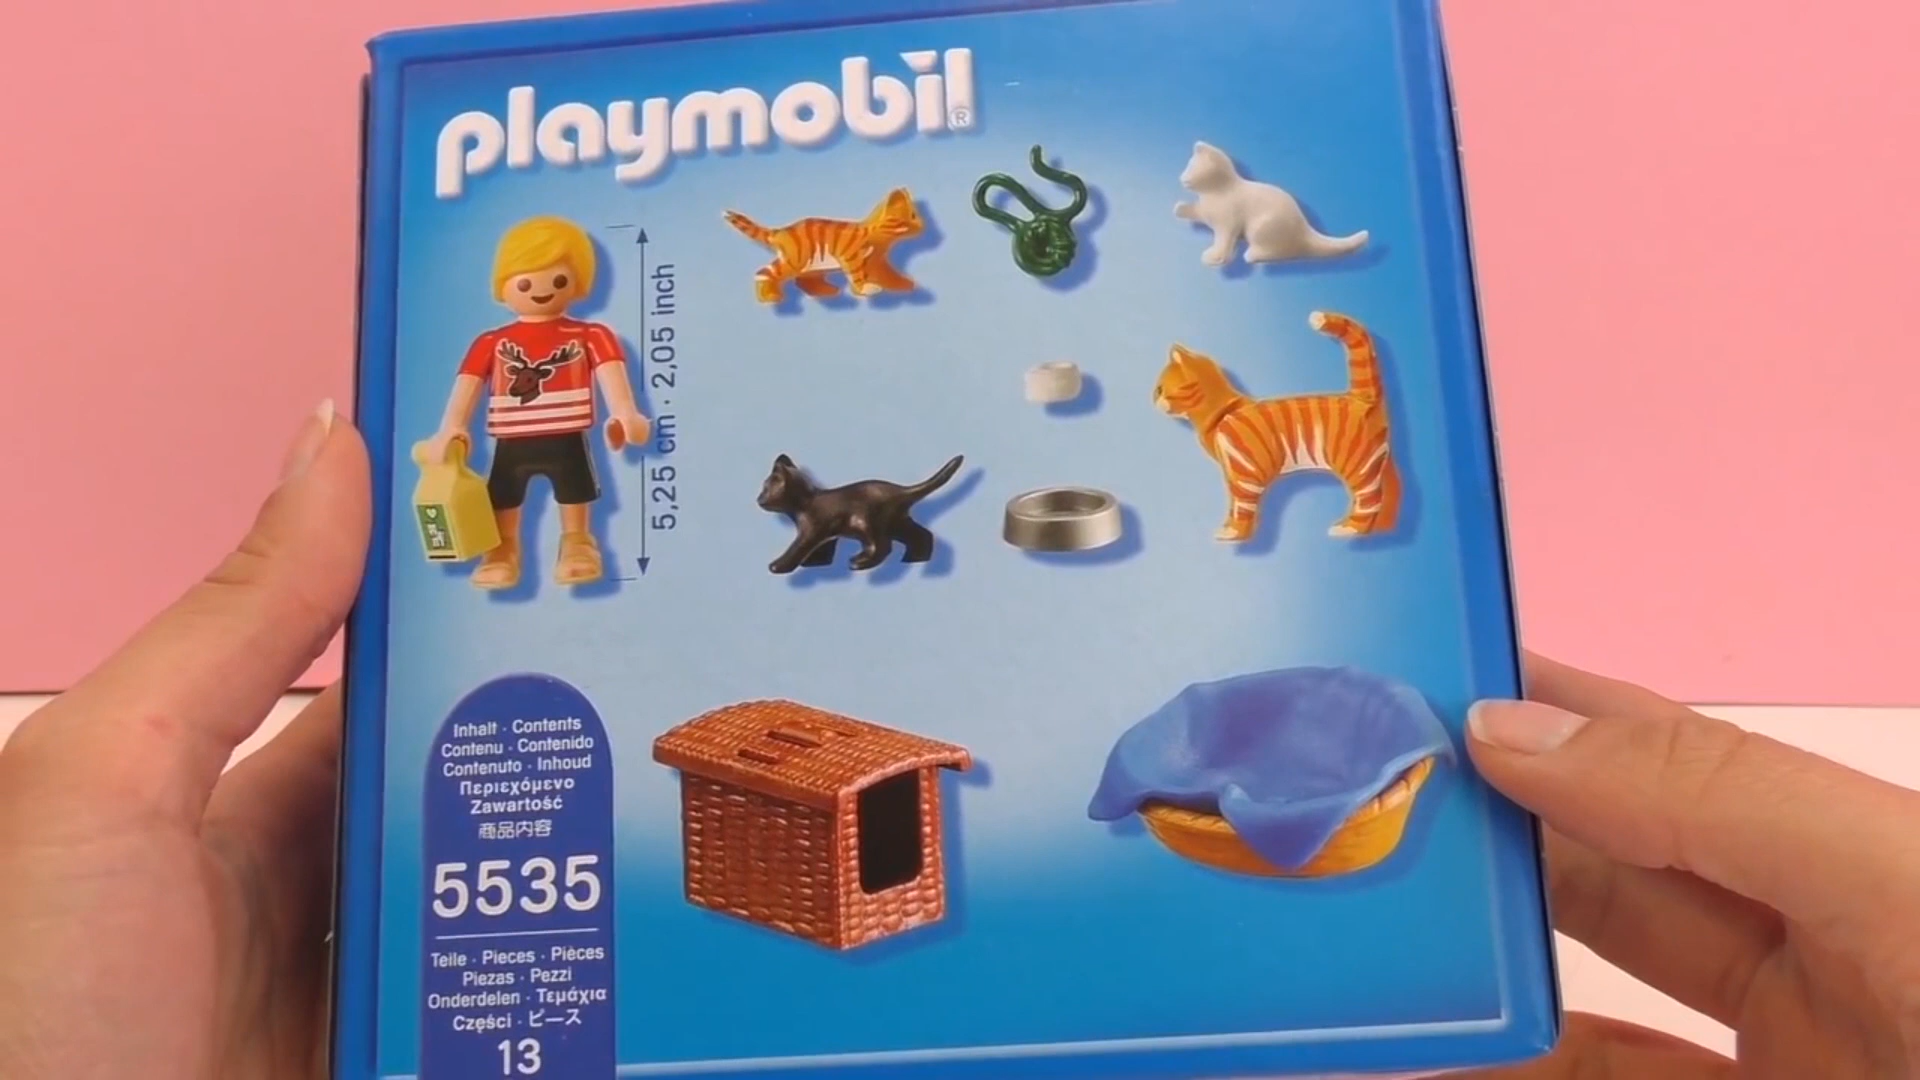 playmobil®
5,25 cm · 2,05 inch
Inhalt · Contents
Contenu · Contenido
Contenuto · Inhoud
Περιεχόμενο
Zawartość
商品内容
5535
Teile · Pieces · Pièces
Piezas · Pezzi
Onderdelen · Τεμάχια
Części · ピース
13